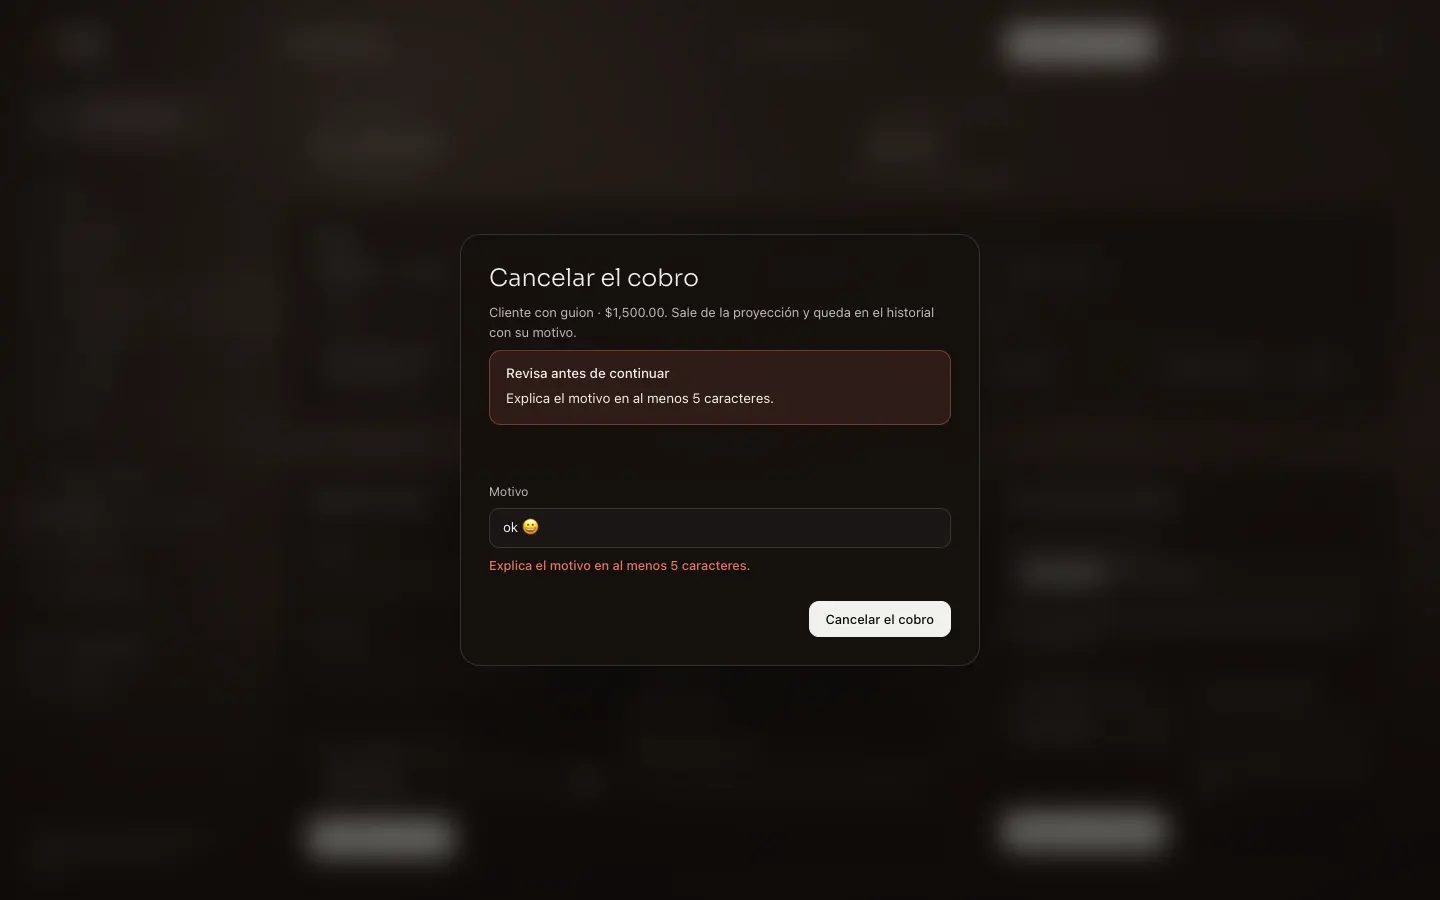 Cancelar el cobro
Cliente con guion · $1,500.00. Sale de la proyección y queda en el historial
con su motivo.
Revisa antes de continuar
Explica el motivo en al menos 5 caracteres.
Motivo
ok 😀
Explica el motivo en al menos 5 caracteres.
Cancelar el cobro